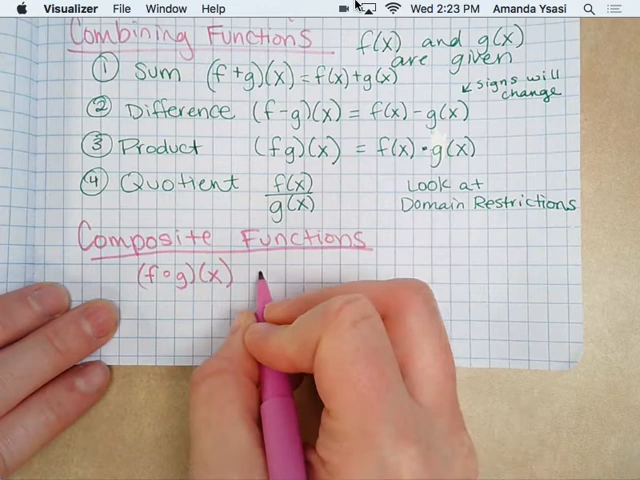 Visualizer File Window Help Wed 2:23 PM Amanda Ysasi
Combining Functions
f(x) and g(x)
are given
① Sum (f+g)(x) = f(x)+g(x)
signs will
change
② Difference (f-g)(x) = f(x) - g(x)
③ Product (fg)(x) = f(x) • g(x)
④ Quotient f(x)
g(x)
Look at
Domain Restrictions
Composite Functions
(f∘g)(x)